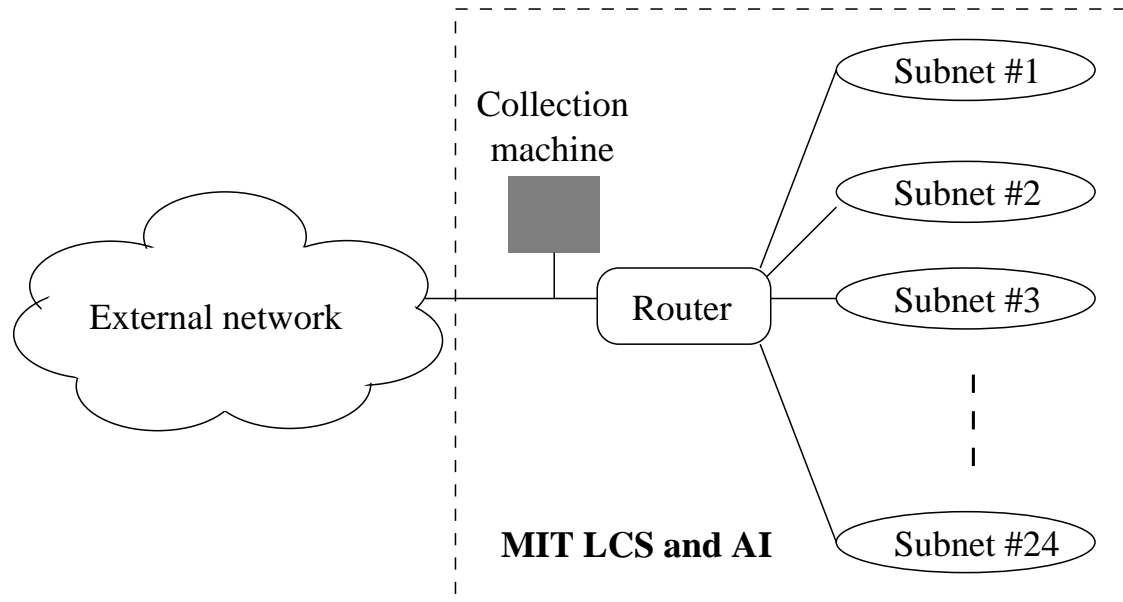 Collection
machine
External network
Router
Subnet #1
Subnet #2
Subnet #3
Subnet #24
MIT LCS and AI